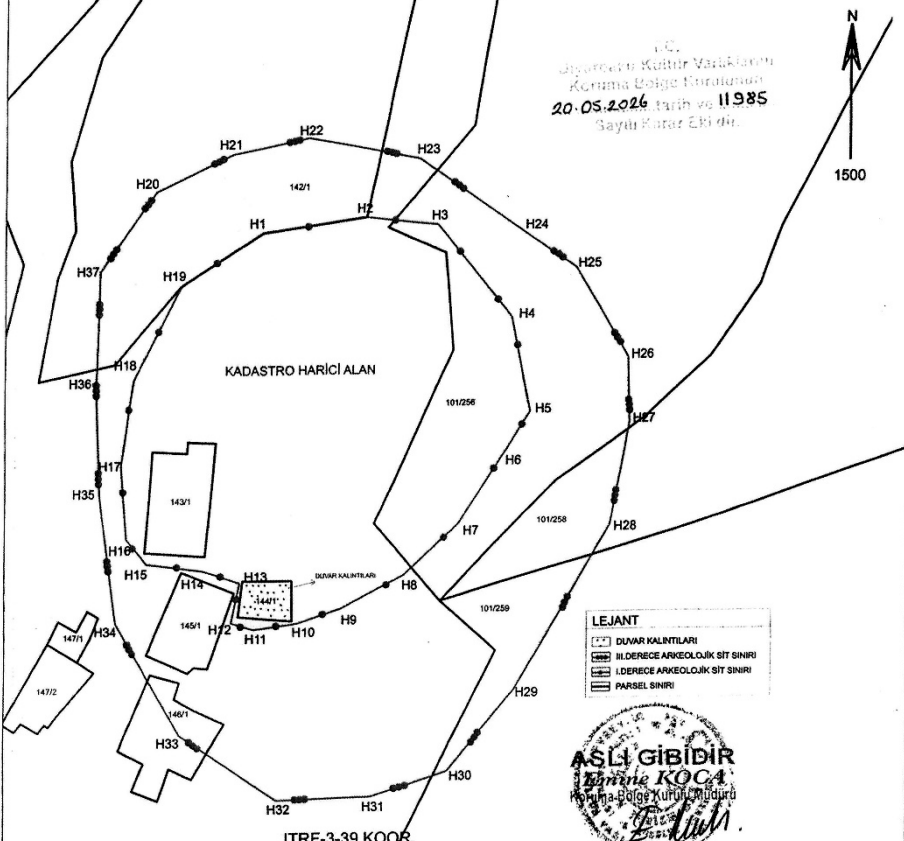 N
T.C.
Diyarbakır Kültür Varlıklarını
Koruma Bölge Kurulunun
20.05.2026 tarih ve 11985
Sayılı Karar Eki dir.
1500
H22
H21
H23
H20
142/1
H2
H3
H1
H24
H25
H37
H19
H4
H26
H18
KADASTRO HARİCİ ALAN
H36
101/256
H5
H27
H17
H6
H35
143/1
101/258
H7
H28
H16
H15
H14
H13
DUVAR KALINTILARI
H8
144/1
101/259
H12
H11
H10
H9
145/1
147/1
H34
147/2
LEJANT
DUVAR KALINTILARI
III.DERECE ARKEOLOJİK SİT SINIRI
I.DERECE ARKEOLOJİK SİT SINIRI
PARSEL SINIRI
H29
146/1
H33
H30
H32
H31
ASLI GİBİDİR
Emine KOCA
Koruma Bölge Kurulu Müdürü
ITRF-3-39 KOOR